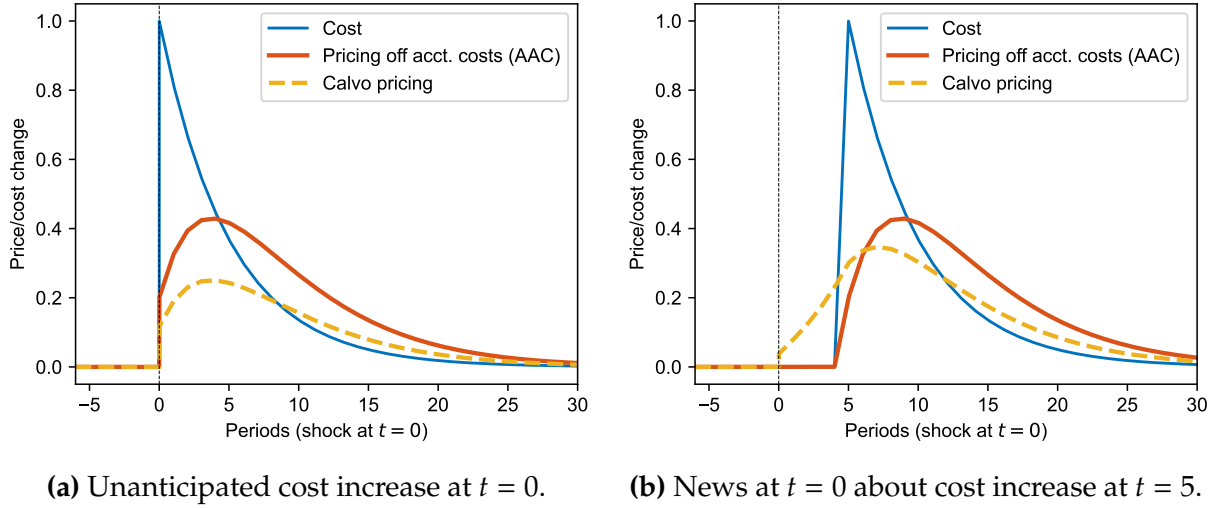 Cost
Pricing off acct. costs (AAC)
Calvo pricing
Price/cost change
1.0
0.8
0.6
0.4
0.2
0.0
−5 0 5 10 15 20 25 30
Periods (shock at t = 0)
(a) Unanticipated cost increase at t = 0.
Cost
Pricing off acct. costs (AAC)
Calvo pricing
Price/cost change
1.0
0.8
0.6
0.4
0.2
0.0
−5 0 5 10 15 20 25 30
Periods (shock at t = 0)
(b) News at t = 0 about cost increase at t = 5.